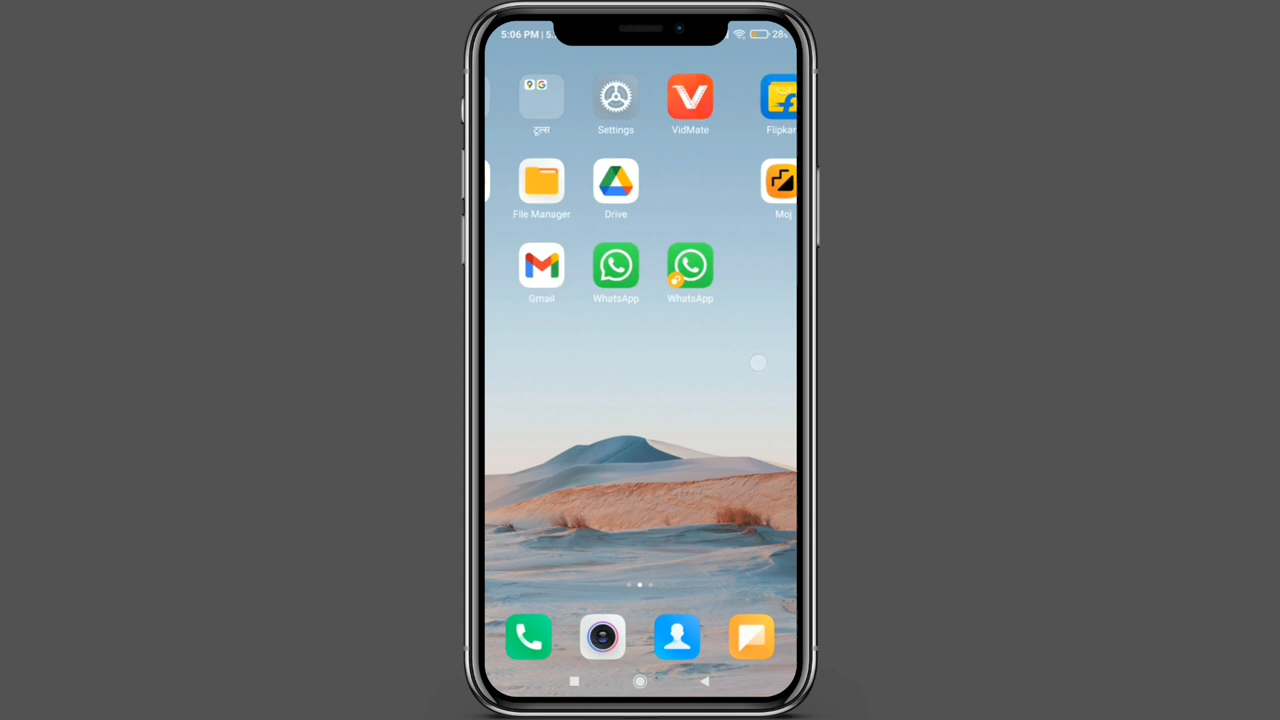 5:06 PM | 5.
28
टूल्स
Settings
VidMate
Flipkar
File Manager
Drive
Moj
Gmail
WhatsApp
WhatsApp